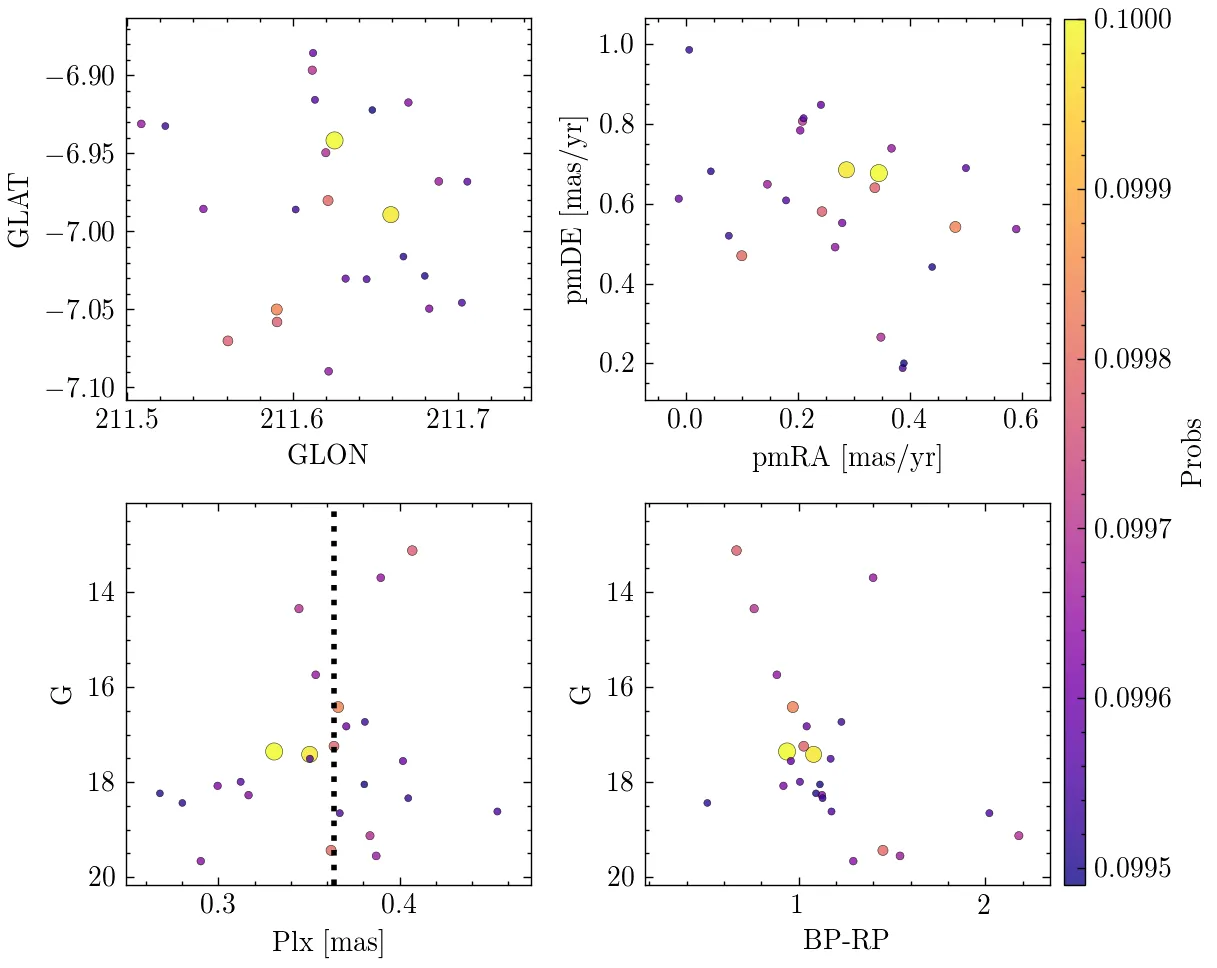 −6.90
−6.95
−7.00
−7.05
−7.10
GLAT
211.5 211.6 211.7
GLON
1.0
0.8
0.6
0.4
0.2
pmDE [mas/yr]
0.0 0.2 0.4 0.6
pmRA [mas/yr]
14
16
18
20
G
0.3 0.4
Plx [mas]
14
16
18
20
G
1 2
BP-RP
0.1000
0.0999
0.0998
0.0997
0.0996
0.0995
Probs